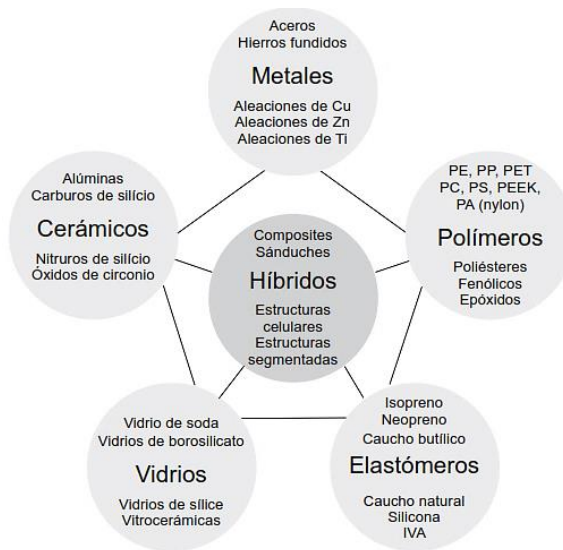 Aceros
Hierros fundidos
Metales
Aleaciones de Cu
Aleaciones de Zn
Aleaciones de Ti
Alúminas
Carburos de silício
Cerámicos
Nitruros de silício
Óxidos de circonio
PE, PP, PET
PC, PS, PEEK,
PA (nylon)
Polímeros
Poliésteres
Fenólicos
Epóxidos
Composites
Sánduches
Híbridos
Estructuras
celulares
Estructuras
segmentadas
Vidrio de soda
Vidrios de borosilicato
Vidrios
Vidrios de sílice
Vitrocerámicas
Isopreno
Neopreno
Caucho butílico
Elastómeros
Caucho natural
Silicona
IVA